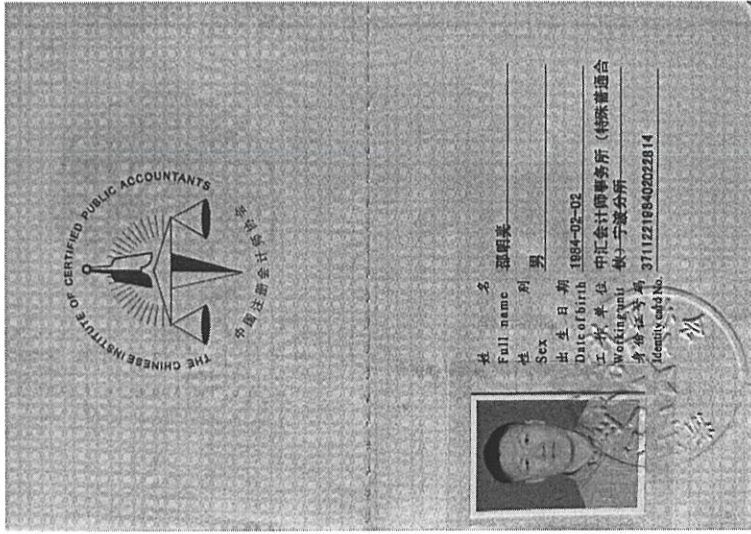 THE CHINESE INSTITUTE OF CERTIFIED PUBLIC ACCOUNTANTS
中国注册会计师协会
姓 名 邵明亮
Full name
性 别 男
Sex
出 生 日 期 1984-02-02
Date of birth
工 作 单 位 中汇会计师事务所（特殊普通合
Working unit 伙）宁波分所
身份证号码 371122198402022814
Identity card No.